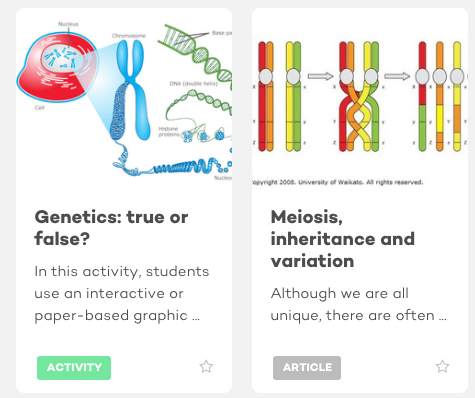 Nucleus
Chromosome
Base pa
Cell
DNA (double helix)
Histone
proteins
Nucleos
opyright 2008. University of Waikato. All rights reserved.
Genetics: true or
false?
In this activity, students
use an interactive or
paper-based graphic ...
ACTIVITY
Meiosis,
inheritance and
variation
Although we are all
unique, there are often ...
ARTICLE